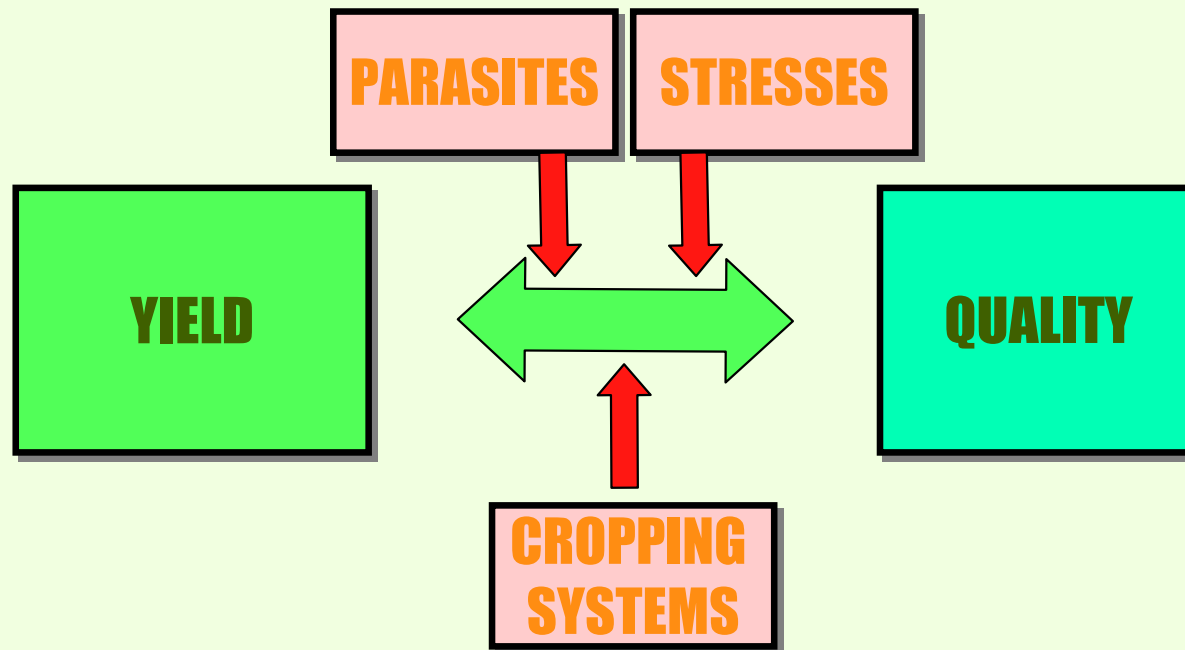 PARASITES
STRESSES
YIELD
QUALITY
CROPPING
SYSTEMS